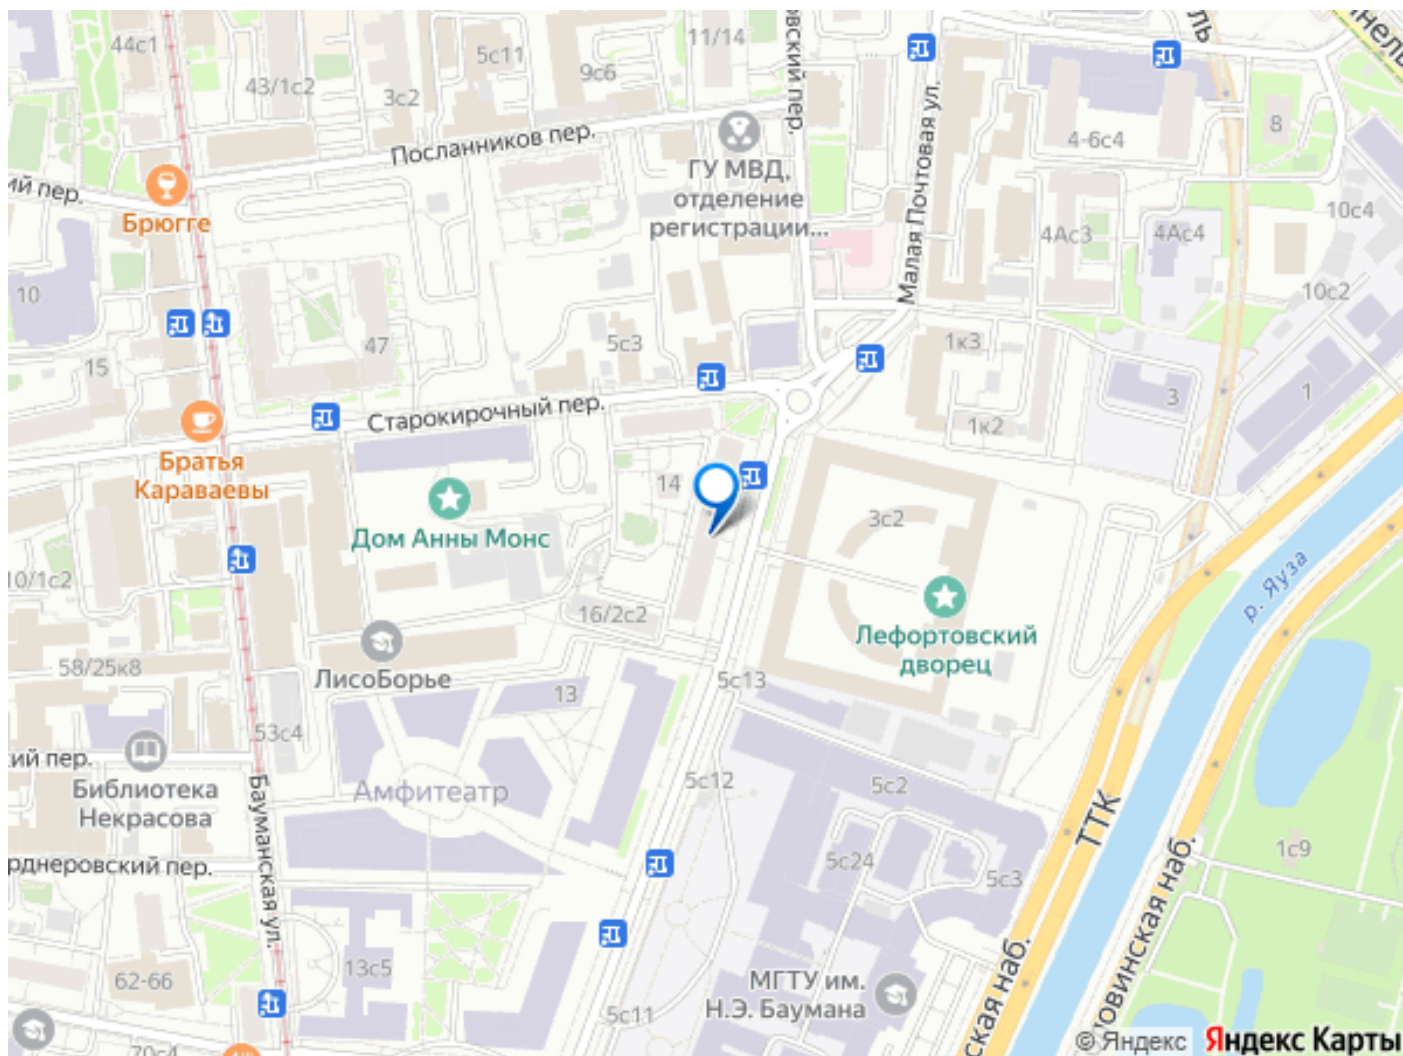 44с1
43/1с2
3с2
5с11
9с6
11/14
овский пер.
Малая Почтовая ул.
4-6с4
8
Посланников пер.
ий пер.
Брюгге
ГУ МВД,
отделение
регистрации...
4Ас3
4Ас4
10с4
10с2
10
15
47
5с3
1к3
1к2
3
1
Старокирочный пер.
Братья
Караваевы
14
Дом Анны Монс
3с2
10/1с2
16/2с2
Лефортовский
дворец
р. Яуза
58/25к8
ЛисоБорье
13
5с13
53с4
ий пер.
Библиотека
Некрасова
Амфитеатр
5с12
5с2
ТТК
Бауманская ул.
рднеровский пер.
5с24
5с3
1с9
62-66
13с5
МГТУ им.
Н.Э. Баумана
5с11
ская наб.
овинская наб.
70с4
© Яндекс
Яндекс Карты